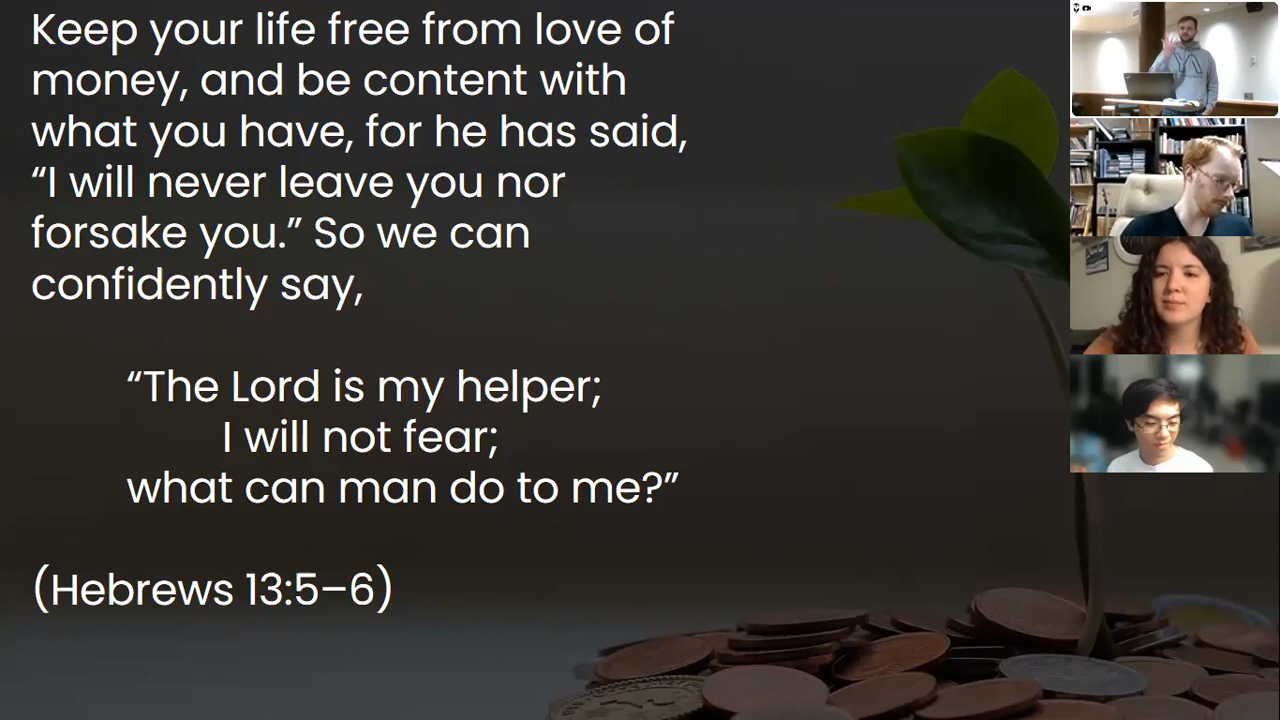 Keep your life free from love of
money, and be content with
what you have, for he has said,
“I will never leave you nor
forsake you.” So we can
confidently say,
“The Lord is my helper;
I will not fear;
what can man do to me?”
(Hebrews 13:5–6)